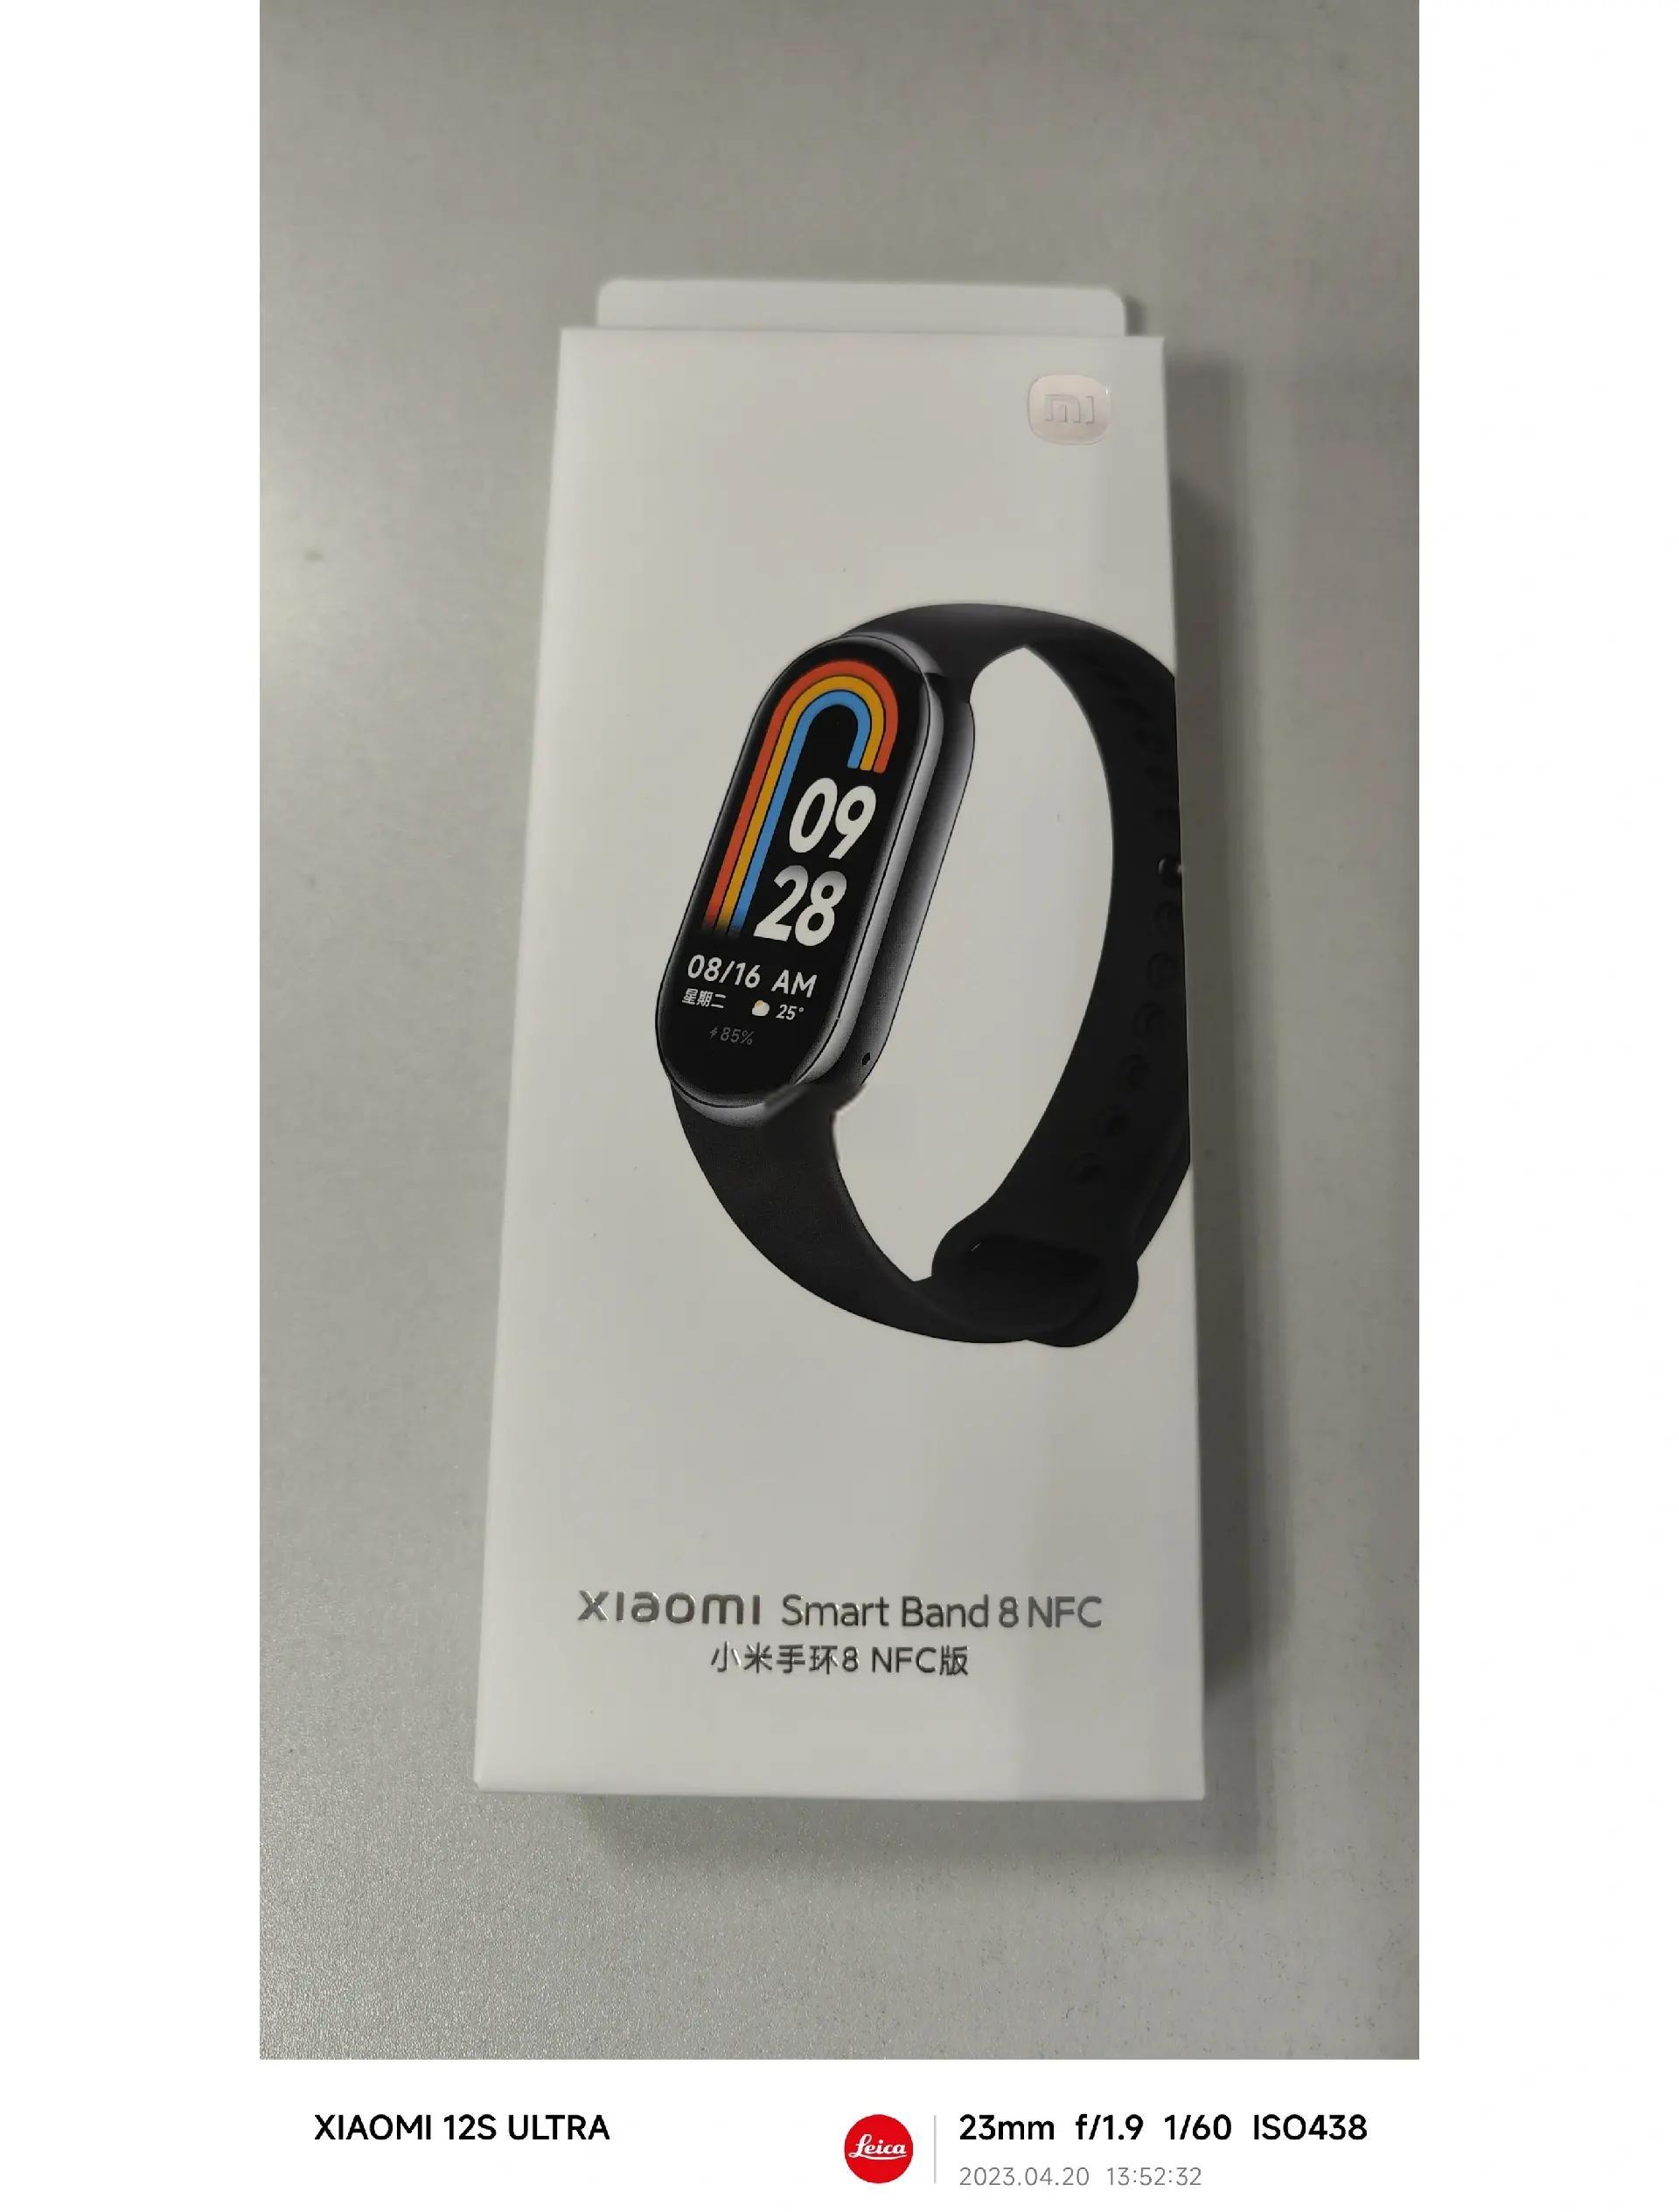 mi
09
28
08/16 AM
星期二 25°
85%
xiaomi Smart Band 8 NFC
小米手环8 NFC版
XIAOMI 12S ULTRA
Leica
23mm f/1.9 1/60 ISO438
2023.04.20 13:52:32